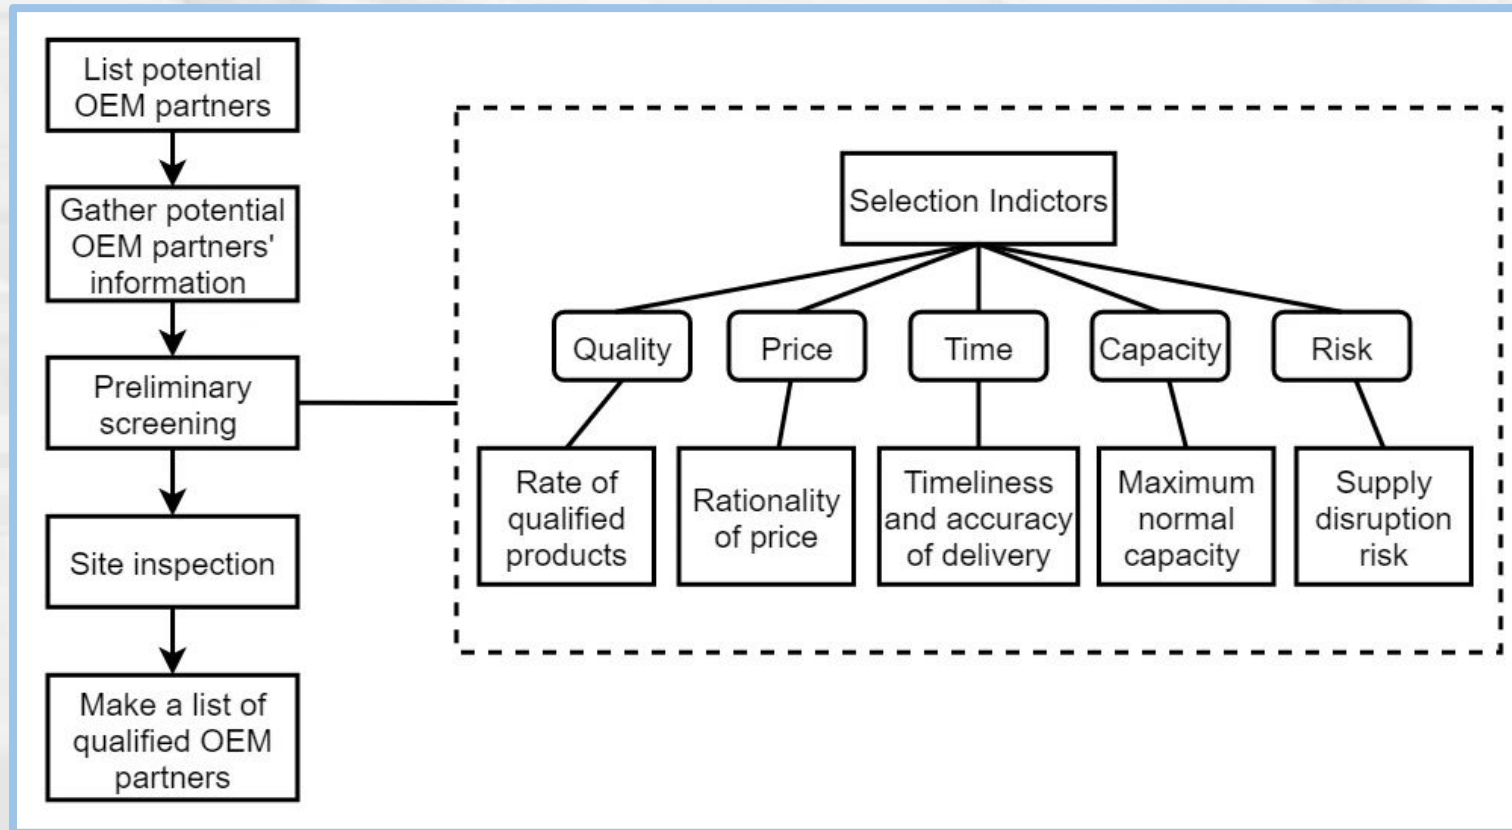 List potential
OEM partners
Gather potential
OEM partners'
information
Preliminary
screening
Site inspection
Make a list of
qualified OEM
partners
Selection Indictors
Quality
Price
Time
Capacity
Risk
Rate of
qualified
products
Rationality
of price
Timeliness
and accuracy
of delivery
Maximum
normal
capacity
Supply
disruption
risk